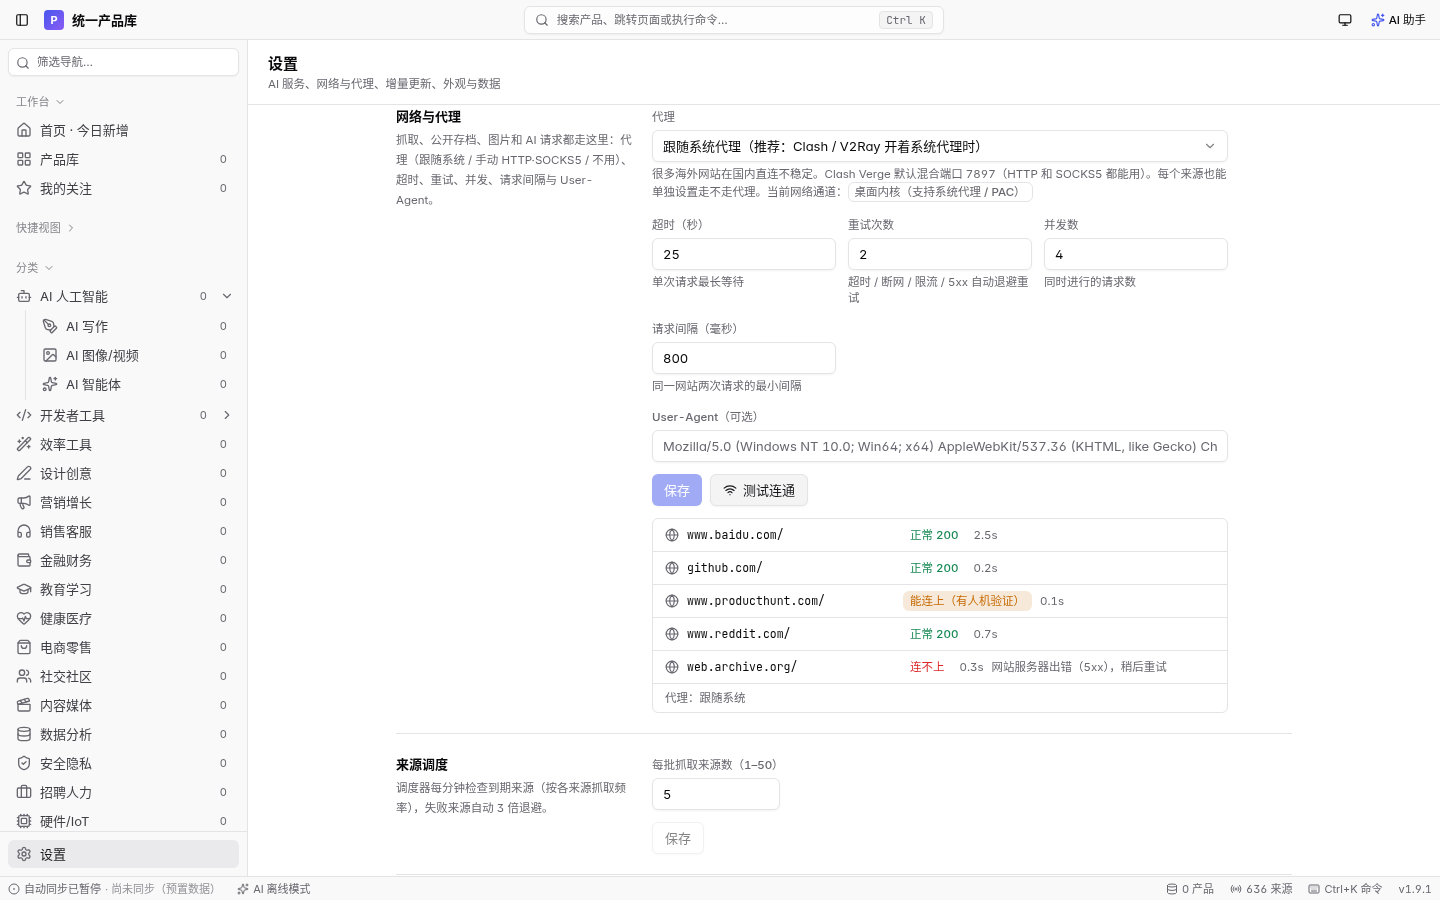 P 统一产品库
搜索产品、跳转页面或执行命令...
Ctrl K
AI 助手
筛选导航...
工作台
首页 · 今日新增
产品库 0
我的关注 0
快捷视图
分类
AI 人工智能 0
AI 写作 0
AI 图像/视频 0
AI 智能体 0
开发者工具 0
效率工具 0
设计创意 0
营销增长 0
销售客服 0
金融财务 0
教育学习 0
健康医疗 0
电商零售 0
社交社区 0
内容媒体 0
数据分析 0
安全隐私 0
招聘人力 0
硬件/IoT 0
设置
设置
AI 服务、网络与代理、增量更新、外观与数据
网络与代理
抓取、公开存档、图片和 AI 请求都走这里：代
理（跟随系统 / 手动 HTTP·SOCKS5 / 不用）、
超时、重试、并发、请求间隔与 User-
Agent。
代理
跟随系统代理（推荐：Clash / V2Ray 开着系统代理时）
很多海外网站在国内直连不稳定。Clash Verge 默认混合端口 7897（HTTP 和 SOCKS5 都能用）。每个来源也能
单独设置走不走代理。当前网络通道： 桌面内核（支持系统代理 / PAC）
超时（秒） 重试次数 并发数
25 2 4
单次请求最长等待 超时 / 断网 / 限流 / 5xx 自动退避重 同时进行的请求数
试
请求间隔（毫秒）
800
同一网站两次请求的最小间隔
User-Agent（可选）
Mozilla/5.0 (Windows NT 10.0; Win64; x64) AppleWebKit/537.36 (KHTML, like Gecko) Ch
保存 测试连通
www.baidu.com/ 正常 200 2.5s
github.com/ 正常 200 0.2s
www.producthunt.com/ 能连上（有人机验证） 0.1s
www.reddit.com/ 正常 200 0.7s
web.archive.org/ 连不上 0.3s 网站服务器出错（5xx），稍后重试
代理：跟随系统
来源调度
调度器每分钟检查到期来源（按各来源抓取频
率），失败来源自动 3 倍退避。
每批抓取来源数（1–50）
5
保存
自动同步已暂停 · 尚未同步（预置数据） AI 离线模式 0 产品 636 来源 Ctrl+K 命令 v1.9.1